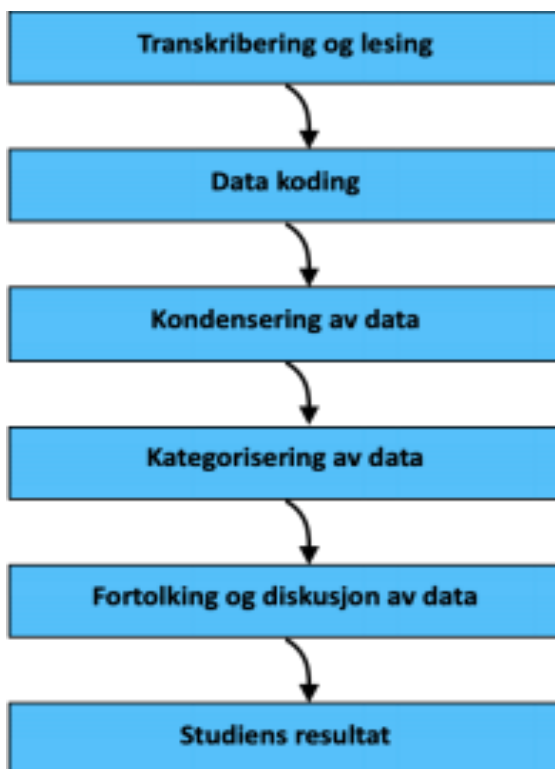 Transkribering og lesing
Data koding
Kondensering av data
Kategorisering av data
Fortolking og diskusjon av data
Studiens resultat